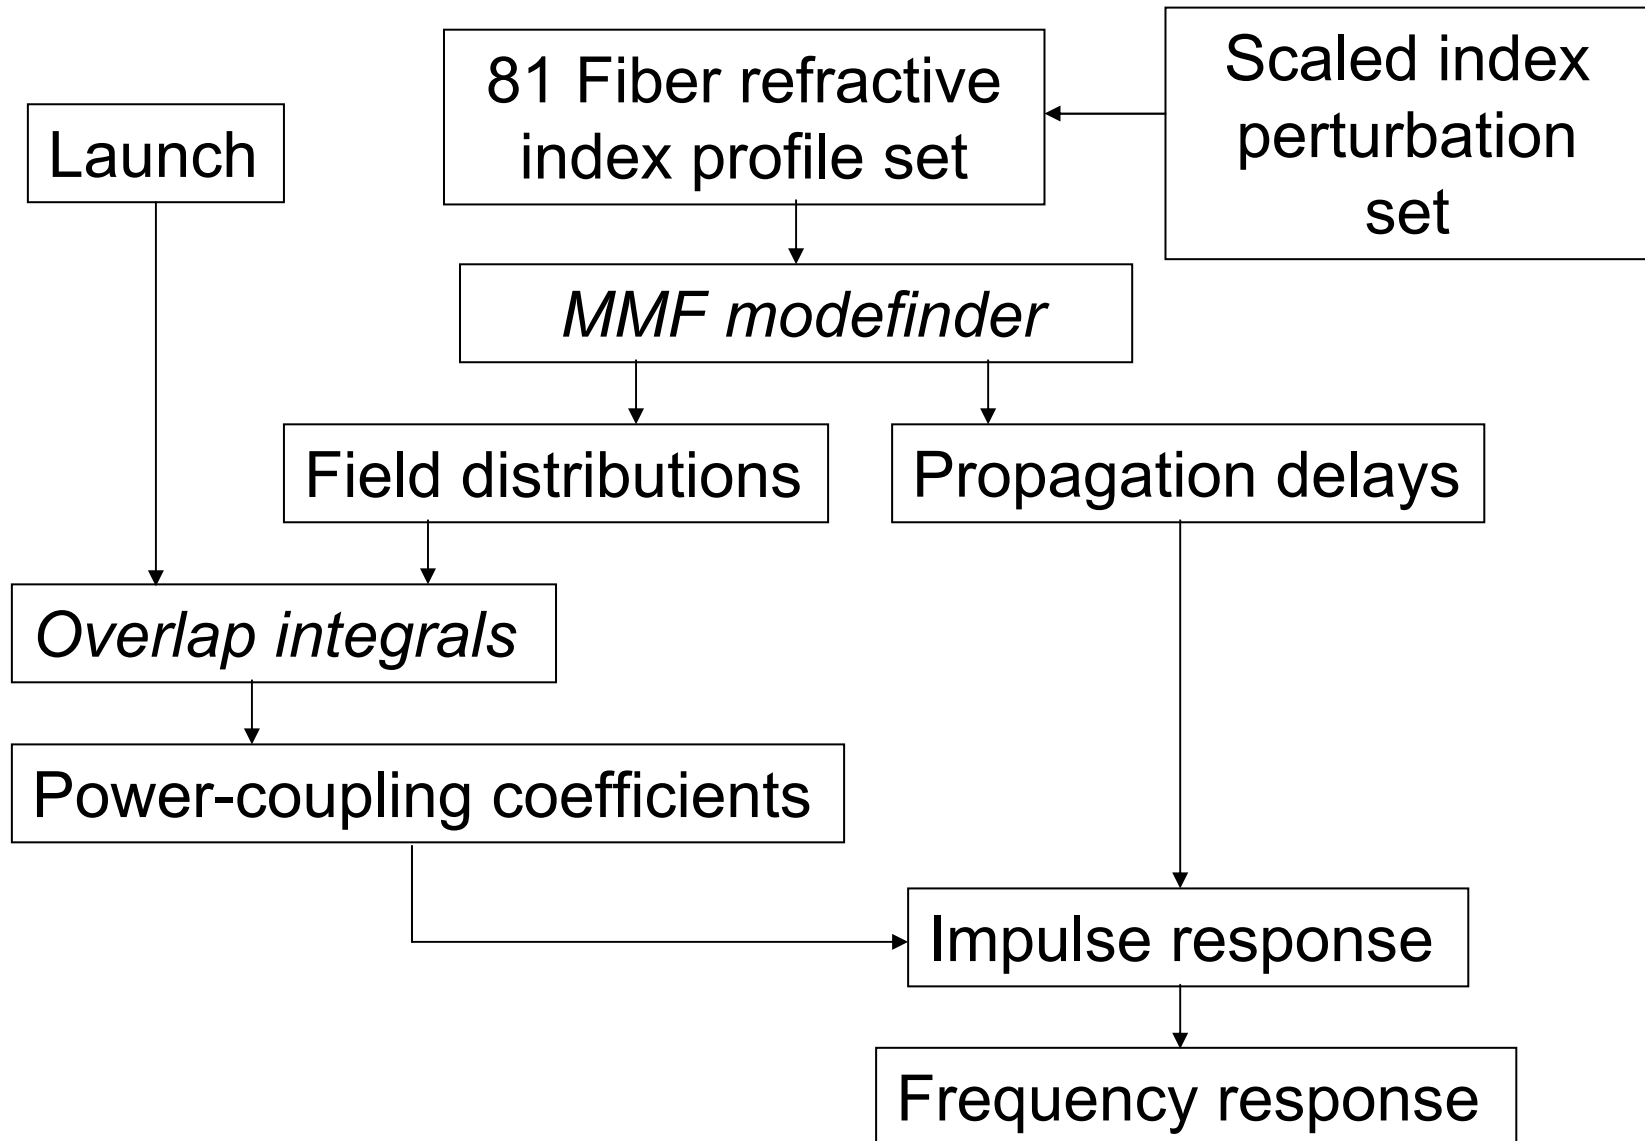 81 Fiber refractive
index profile set
Scaled index
perturbation
set
Launch
MMF modefinder
Field distributions
Propagation delays
Overlap integrals
Power-coupling coefficients
Impulse response
Frequency response